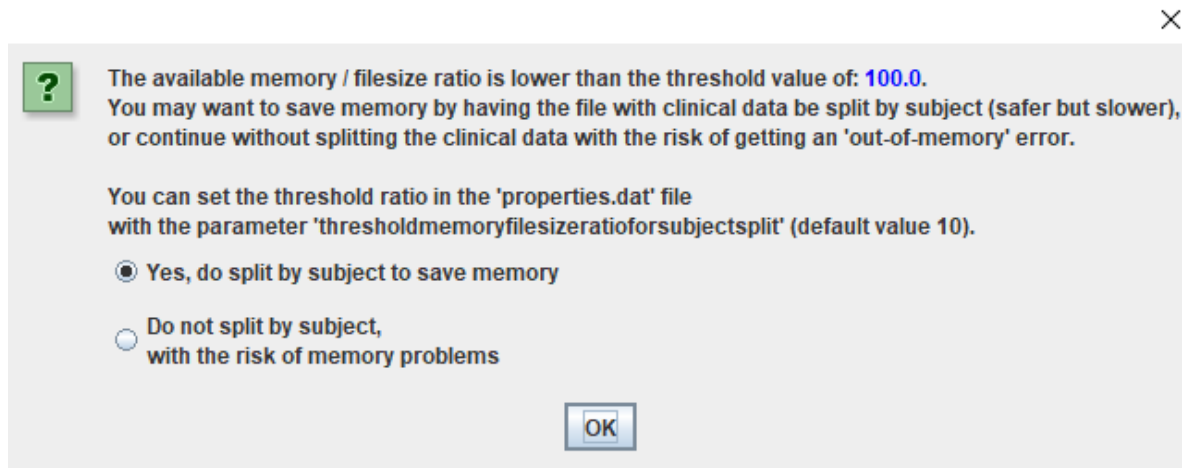 ?
The available memory / filesize ratio is lower than the threshold value of: 100.0.
You may want to save memory by having the file with clinical data be split by subject (safer but slower),
or continue without splitting the clinical data with the risk of getting an 'out-of-memory' error.
You can set the threshold ratio in the 'properties.dat' file
with the parameter 'thresholdmemoryfilesizeratioforsubjectsplit' (default value 10).
Yes, do split by subject to save memory
Do not split by subject,
with the risk of memory problems
OK